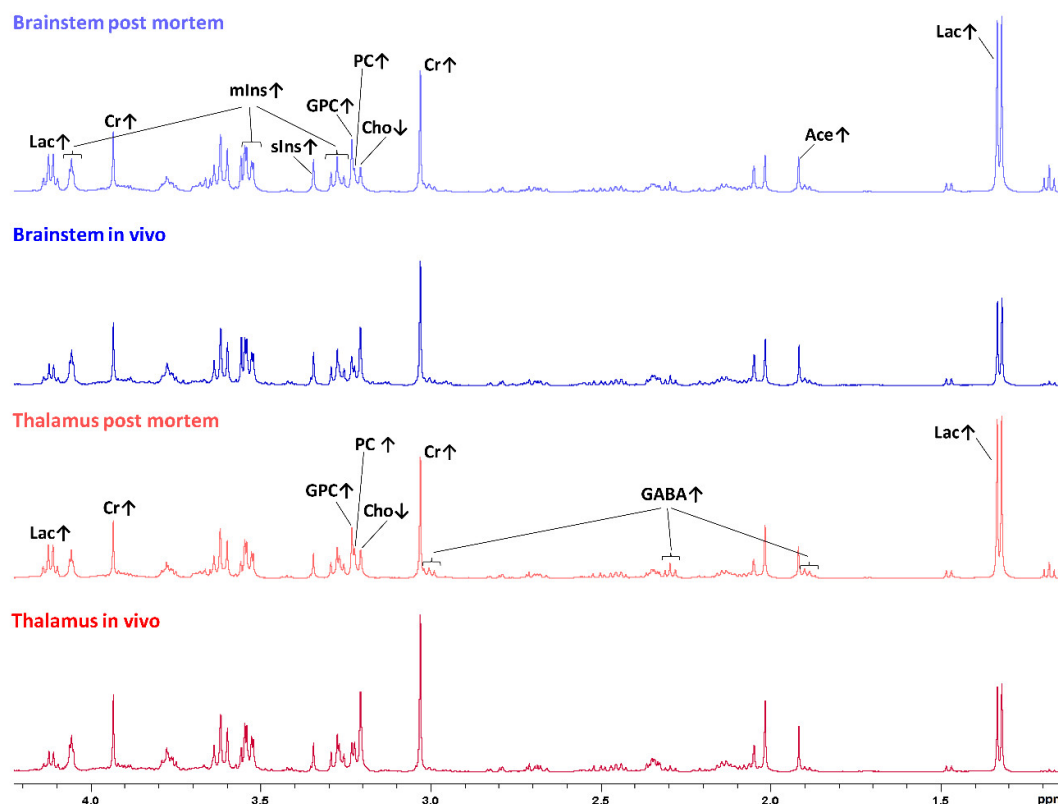 Brainstem post mortem
Lac↑
PC↑
Cr↑
mIns↑
GPC↑
Cr↑
Cho↓
Lac↑
sIns↑
Ace↑
Brainstem in vivo
Thalamus post mortem
PC ↑
Cr↑
Lac↑
GPC↑
GABA↑
Cr↑
Cho↓
Lac↑
Thalamus in vivo
4.0 3.5 3.0 2.5 2.0 1.5 ppm